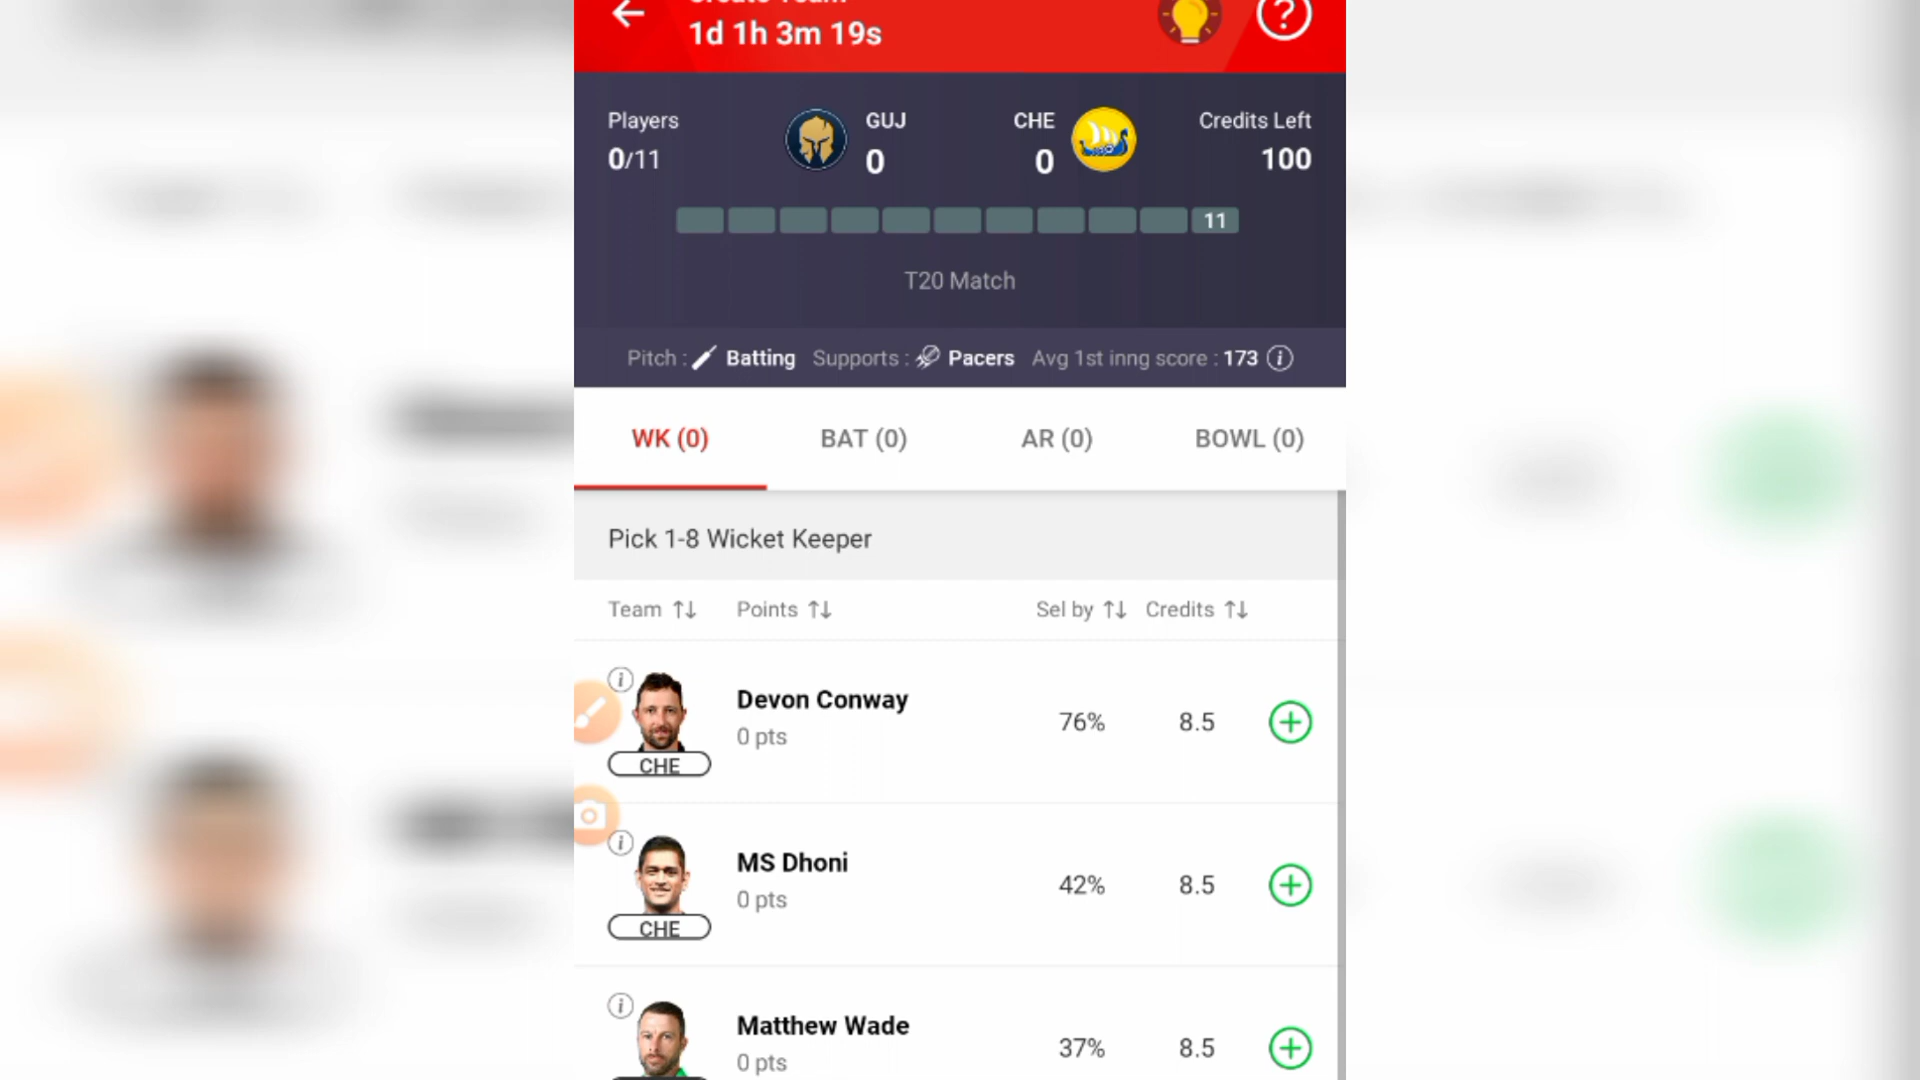 Create Team
1d 1h 3m 19s
Players
0/11
GUJ
0
CHE
0
Credits Left
100
11
T20 Match
Pitch : Batting Supports : Pacers Avg 1st inng score : 173
WK (0) BAT (0) AR (0) BOWL (0)
Pick 1-8 Wicket Keeper
Team Points Sel by Credits
Devon Conway
0 pts
CHE
76% 8.5
MS Dhoni
0 pts
CHE
42% 8.5
Matthew Wade
0 pts
37% 8.5